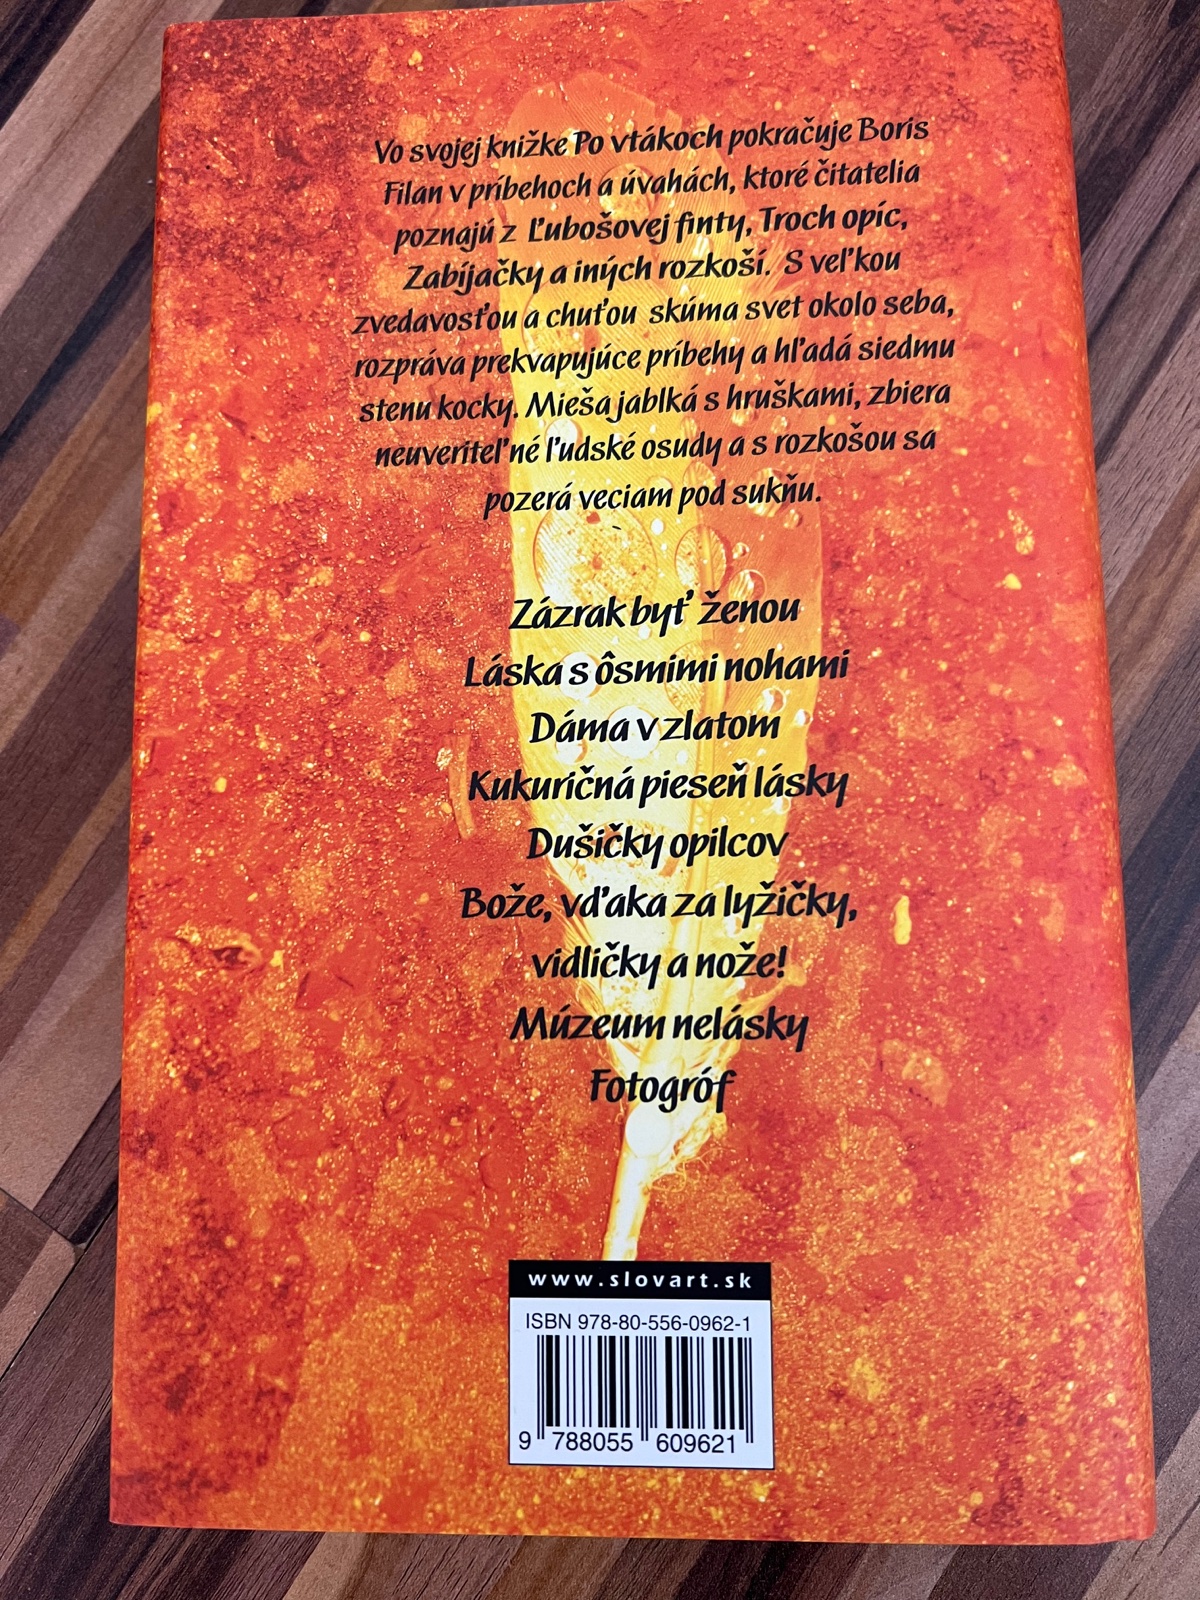 Vo svojej knižke Po vtákoch pokračuje Boris
Filan v príbehoch a úvahách, ktoré čitatelia
poznajú z Ľubošovej finty, Troch opíc,
Zabíjačky a iných rozkoší. S veľkou
zvedavosťou a chuťou skúma svet okolo seba,
rozpráva prekvapujúce príbehy a hľadá siedmu
stenu kocky. Mieša jablká s hruškami, zbiera
neuveriteľné ľudské osudy a s rozkošou sa
pozerá veciam pod sukňu.
Zázrak byť ženou
Láska s ôsmimi nohami
Dáma v zlatom
Kukuričná pieseň lásky
Dušičky opilcov
Bože, vďaka za lyžičky,
vidličky a nože!
Múzeum nelásky
Fotogróf
www.slovart.sk
ISBN 978-80-556-0962-1
9 788055 609621